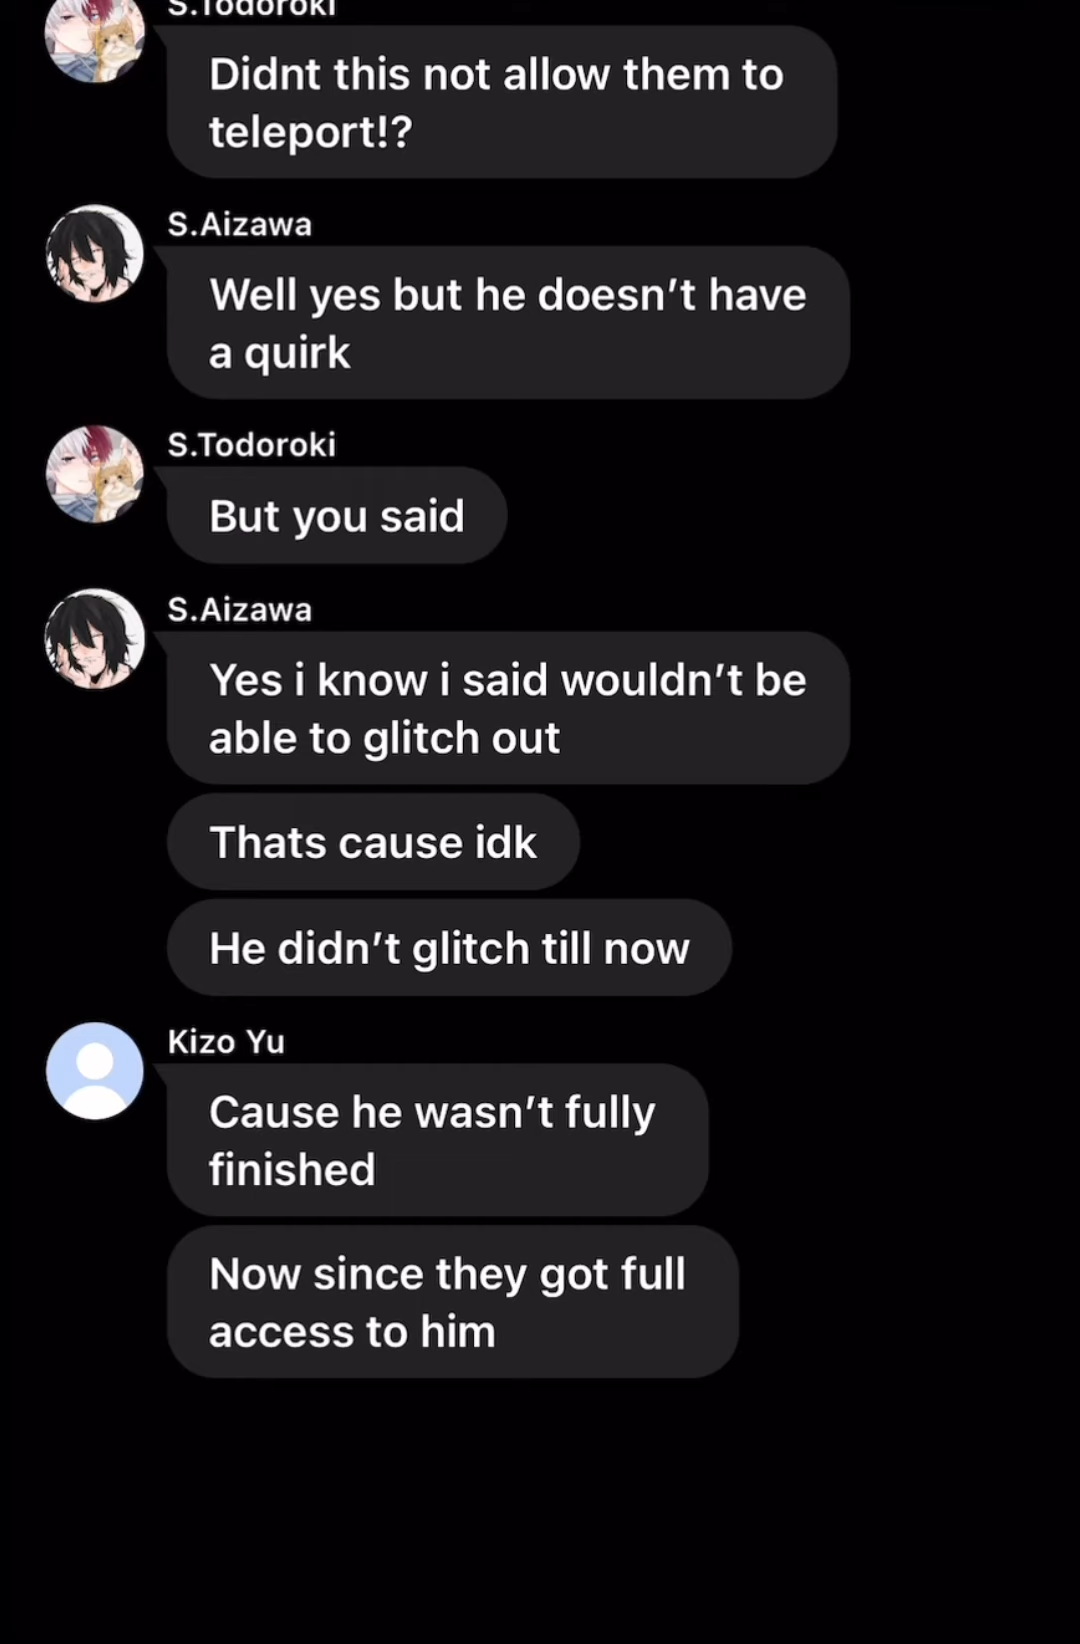 S.Todoroki
Didnt this not allow them to
teleport!?
S.Aizawa
Well yes but he doesn’t have
a quirk
S.Todoroki
But you said
S.Aizawa
Yes i know i said wouldn’t be
able to glitch out
Thats cause idk
He didn’t glitch till now
Kizo Yu
Cause he wasn’t fully
finished
Now since they got full
access to him